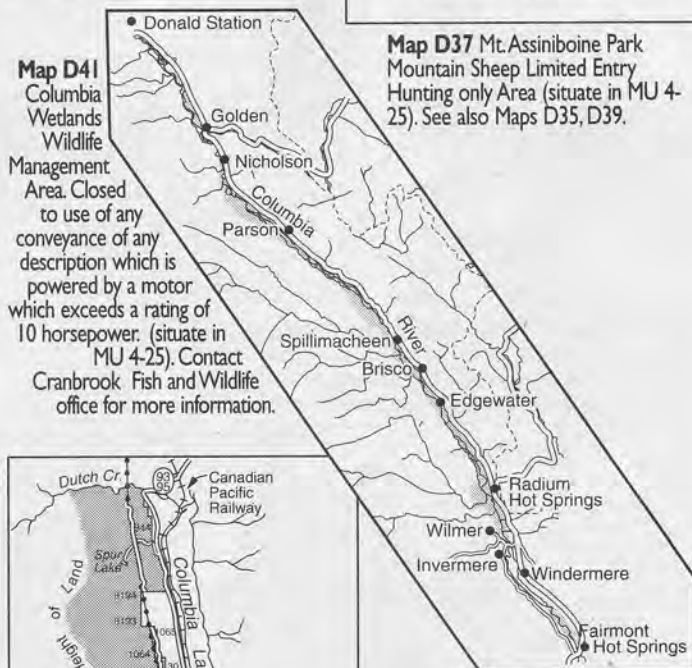 Donald Station
Map D41
Columbia
Wetlands
Wildlife
Management
Area. Closed
to use of any
conveyance of any
description which is
powered by a motor
which exceeds a rating of
10 horsepower. (situate in
MU 4-25). Contact
Cranbrook Fish and Wildlife
office for more information.
Map D37 Mt. Assiniboine Park
Mountain Sheep Limited Entry
Hunting only Area (situate in MU 4-
25). See also Maps D35, D39.
Golden
Nicholson
Columbia
Parson
River
Spillimacheen
Brisco
Edgewater
Radium
Hot Springs
Wilmer
Invermere
Windermere
Fairmont
Hot Springs
Dutch Cr.
93
95
Canadian
Pacific
Railway
Spur
Lake
Columbia
La
Height of Land
9194
9193
1065
1064